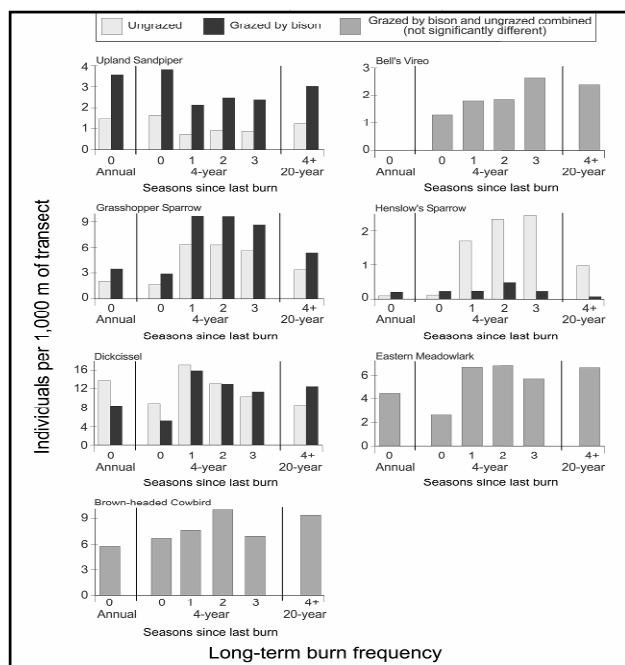 Ungrazed Grazed by bison Grazed by bison and ungrazed combined
(not significantly different)
Individuals per 1,000 m of transect
Upland Sandpiper
4
3
2
1
0
0 0 1 2 3 4+
Annual 4-year 20-year
Seasons since last burn
Bell's Vireo
3
2
1
0
0 0 1 2 3 4+
Annual 4-year 20-year
Seasons since last burn
Grasshopper Sparrow
9
6
3
0
0 0 1 2 3 4+
Annual 4-year 20-year
Seasons since last burn
Henslow's Sparrow
2
1
0
0 0 1 2 3 4+
Annual 4-year 20-year
Seasons since last burn
Dickcissel
16
12
8
4
0
0 0 1 2 3 4+
Annual 4-year 20-year
Seasons since last burn
Eastern Meadowlark
6
4
2
0
0 0 1 2 3 4+
Annual 4-year 20-year
Seasons since last burn
Brown-headed Cowbird
9
6
3
0
0 0 1 2 3 4+
Annual 4-year 20-year
Seasons since last burn
Long-term burn frequency